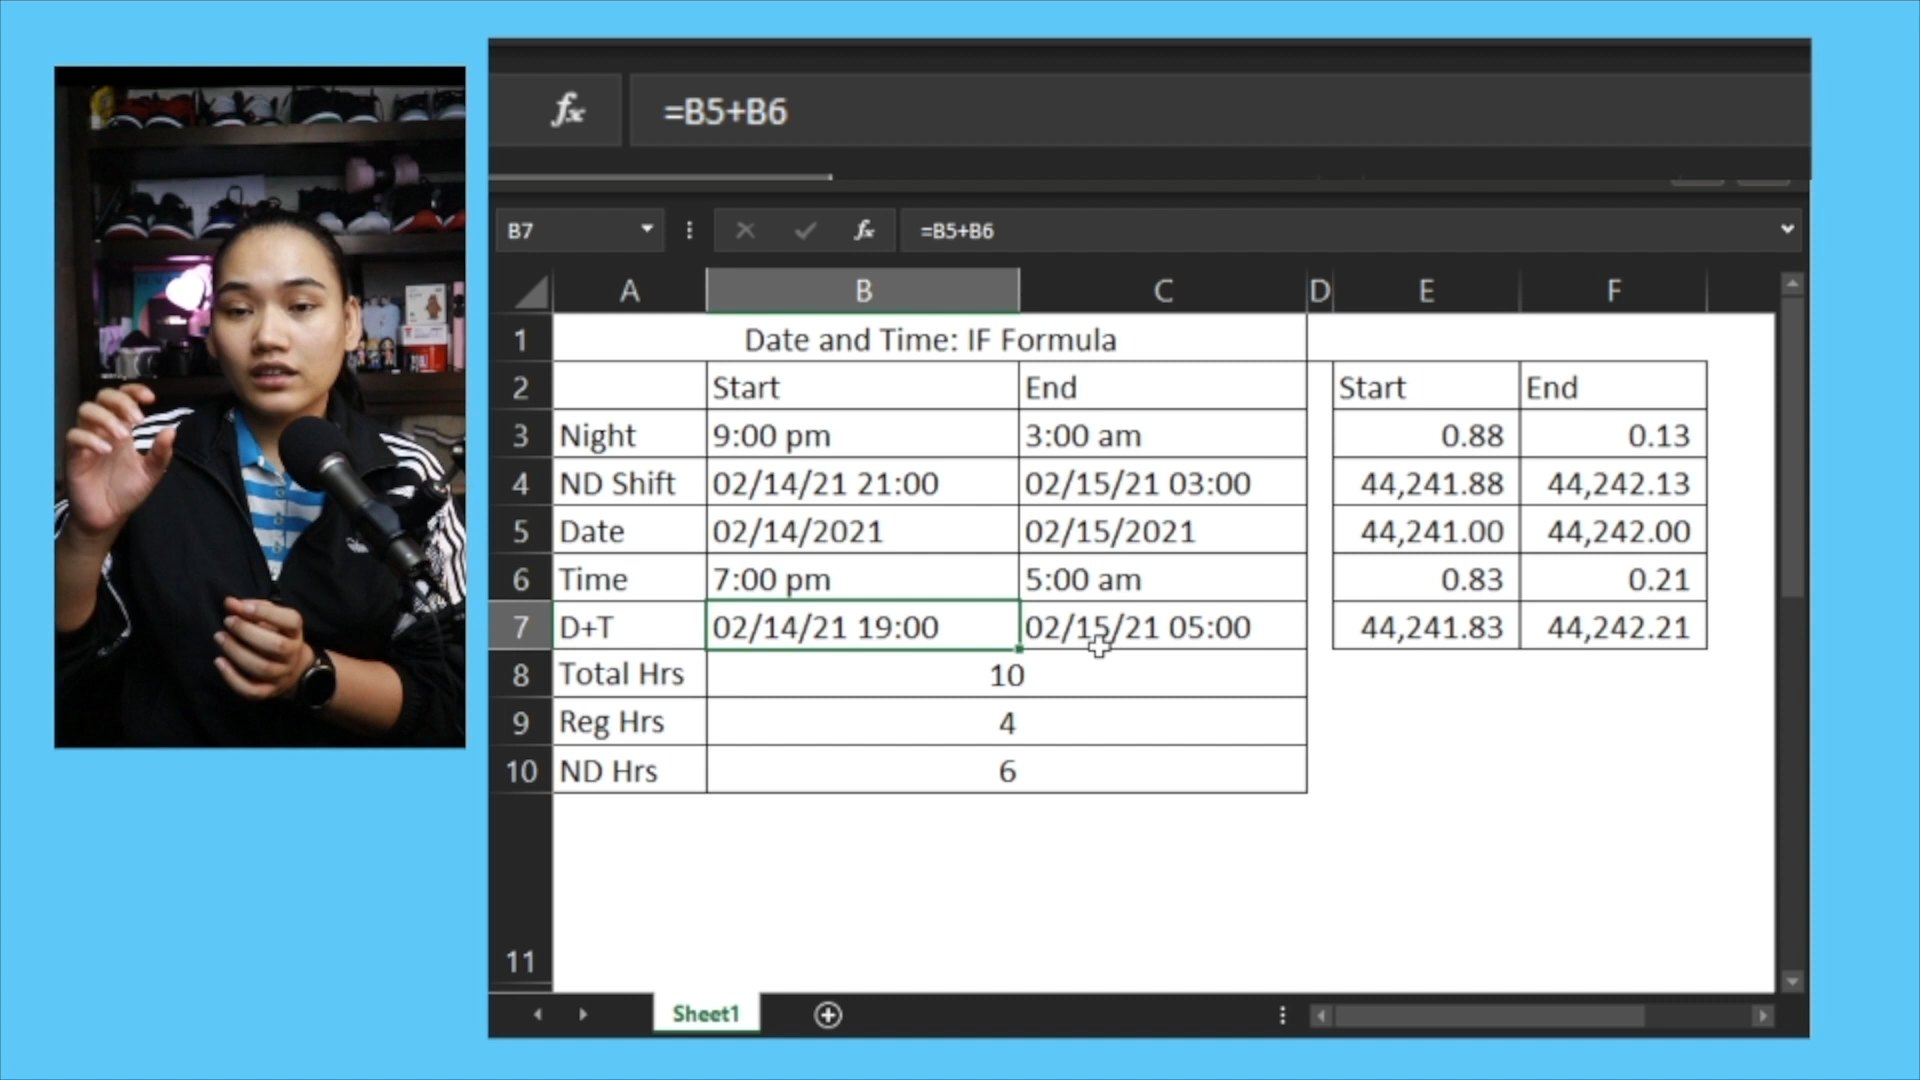 fx =B5+B6
B7 fx =B5+B6
A B C D E F
1 Date and Time: IF Formula
2 Start End Start End
3 Night 9:00 pm 3:00 am 0.88 0.13
4 ND Shift 02/14/21 21:00 02/15/21 03:00 44,241.88 44,242.13
5 Date 02/14/2021 02/15/2021 44,241.00 44,242.00
6 Time 7:00 pm 5:00 am 0.83 0.21
7 D+T 02/14/21 19:00 02/15/21 05:00 44,241.83 44,242.21
8 Total Hrs 10
9 Reg Hrs 4
10 ND Hrs 6
11
Sheet1